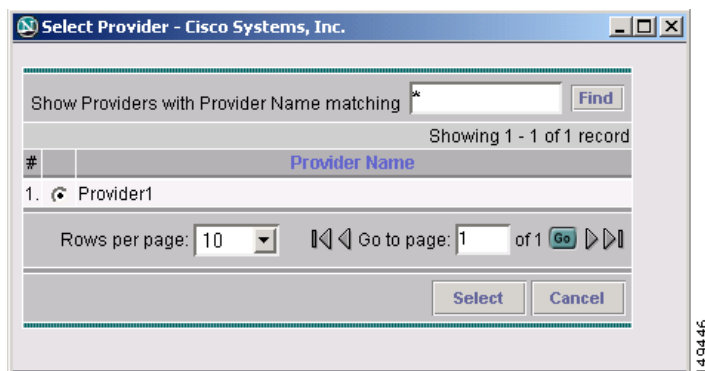 Select Provider - Cisco Systems, Inc.
Show Providers with Provider Name matching * Find
Showing 1 - 1 of 1 record
# Provider Name
1. Provider1
Rows per page: 10 Go to page: 1 of 1 Go
Select Cancel
149446